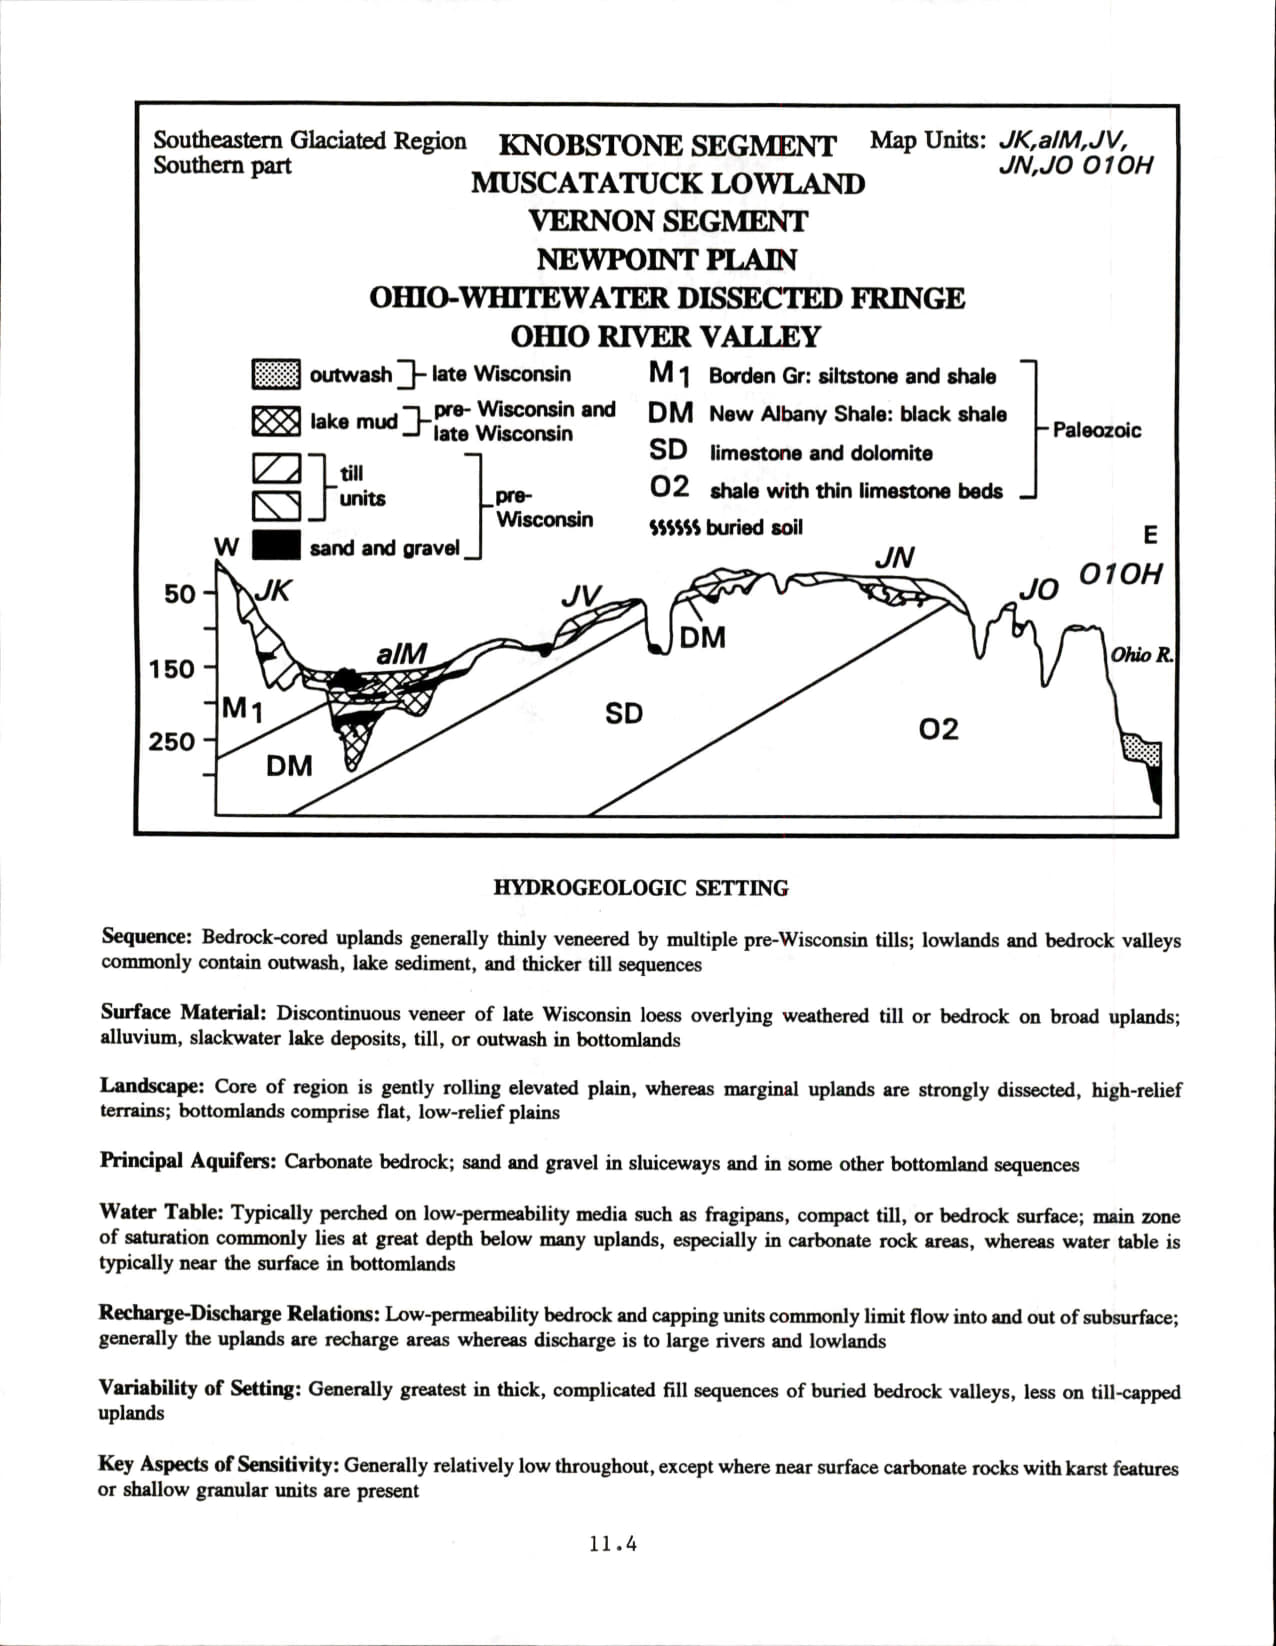 Southeastern Glaciated Region
Southern part
KNOBSTONE SEGMENT
MUSCATATUCK LOWLAND
VERNON SEGMENT
NEWPOINT PLAIN
OHIO-WHITEWATER DISSECTED FRINGE
OHIO RIVER VALLEY
Map Units: JK,alM,JV,
JN,JO O1OH
outwash late Wisconsin
lake mud pre- Wisconsin and
late Wisconsin
till
units
pre-
Wisconsin
sand and gravel
M1 Borden Gr: siltstone and shale
DM New Albany Shale: black shale
SD limestone and dolomite
O2 shale with thin limestone beds
Paleozoic
ssssss buried soil
W
E
50
150
250
JK
alM
JV
JN
JO
O1OH
DM
Ohio R.
M1
SD
O2
DM
HYDROGEOLOGIC SETTING
Sequence: Bedrock-cored uplands generally thinly veneered by multiple pre-Wisconsin tills; lowlands and bedrock valleys
commonly contain outwash, lake sediment, and thicker till sequences
Surface Material: Discontinuous veneer of late Wisconsin loess overlying weathered till or bedrock on broad uplands;
alluvium, slackwater lake deposits, till, or outwash in bottomlands
Landscape: Core of region is gently rolling elevated plain, whereas marginal uplands are strongly dissected, high-relief
terrains; bottomlands comprise flat, low-relief plains
Principal Aquifers: Carbonate bedrock; sand and gravel in sluiceways and in some other bottomland sequences
Water Table: Typically perched on low-permeability media such as fragipans, compact till, or bedrock surface; main zone
of saturation commonly lies at great depth below many uplands, especially in carbonate rock areas, whereas water table is
typically near the surface in bottomlands
Recharge-Discharge Relations: Low-permeability bedrock and capping units commonly limit flow into and out of subsurface;
generally the uplands are recharge areas whereas discharge is to large rivers and lowlands
Variability of Setting: Generally greatest in thick, complicated fill sequences of buried bedrock valleys, less on till-capped
uplands
Key Aspects of Sensitivity: Generally relatively low throughout, except where near surface carbonate rocks with karst features
or shallow granular units are present
11.4